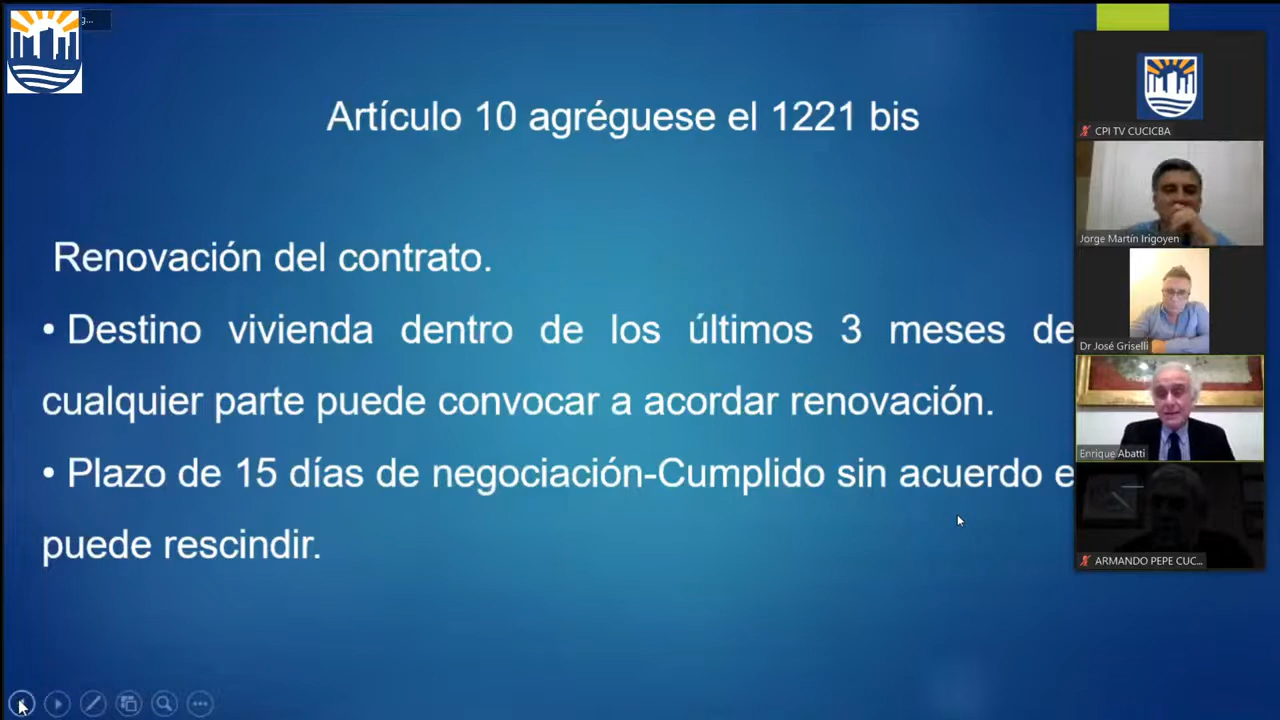 Artículo 10 agréguese el 1221 bis
Renovación del contrato.
• Destino vivienda dentro de los últimos 3 meses de
cualquier parte puede convocar a acordar renovación.
• Plazo de 15 días de negociación-Cumplido sin acuerdo e
puede rescindir.
CPI TV CUCICBA
Jorge Martín Irigoyen
Dr José Griselli
Enrique Abatti
ARMANDO PEPE CUC...